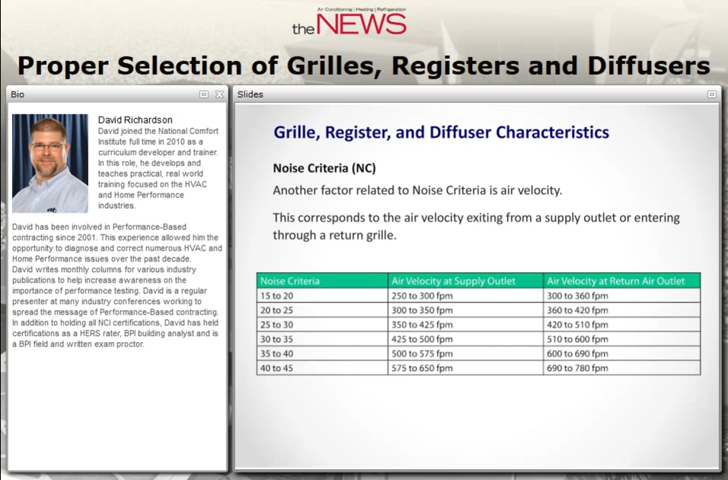 Air Conditioning | Heating | Refrigeration
the NEWS
Proper Selection of Grilles, Registers and Diffusers
Bio
David Richardson
David joined the National Comfort
Institute full time in 2010 as a
curriculum developer and trainer.
In this role, he develops and
teaches practical, real world
training focused on the HVAC
and Home Performance
industries.
David has been involved in Performance-Based
contracting since 2001. This experience allowed him the
opportunity to diagnose and correct numerous HVAC and
Home Performance issues over the past decade.
David writes monthly columns for various industry
publications to help increase awareness on the
importance of performance testing. David is a regular
presenter at many industry conferences working to
spread the message of Performance-Based contracting.
In addition to holding all NCI certifications, David has held
certifications as a HERS rater, BPI building analyst and is
a BPI field and written exam proctor.
Slides
Grille, Register, and Diffuser Characteristics
Noise Criteria (NC)
Another factor related to Noise Criteria is air velocity.
This corresponds to the air velocity exiting from a supply outlet or entering
through a return grille.
Noise Criteria Air Velocity at Supply Outlet Air Velocity at Return Air Outlet
15 to 20 250 to 300 fpm 300 to 360 fpm
20 to 25 300 to 350 fpm 360 to 420 fpm
25 to 30 350 to 425 fpm 420 to 510 fpm
30 to 35 425 to 500 fpm 510 to 600 fpm
35 to 40 500 to 575 fpm 600 to 690 fpm
40 to 45 575 to 650 fpm 690 to 780 fpm